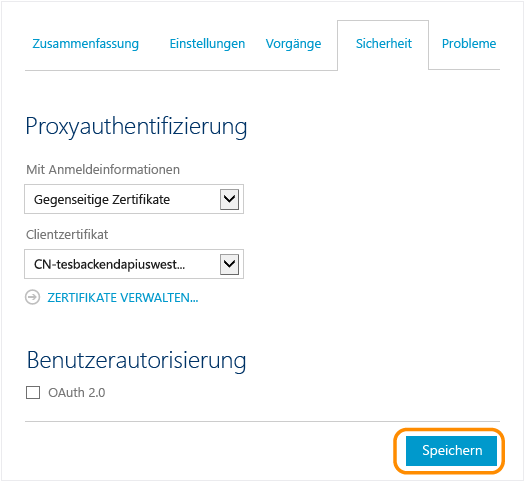 Zusammenfassung Einstellungen Vorgänge Sicherheit Probleme
Proxyauthentifizierung
Mit Anmeldeinformationen
Gegenseitige Zertifikate
Clientzertifikat
CN-tesbackendapiuswest...
ZERTIFIKATE VERWALTEN...
Benutzerautorisierung
OAuth 2.0
Speichern